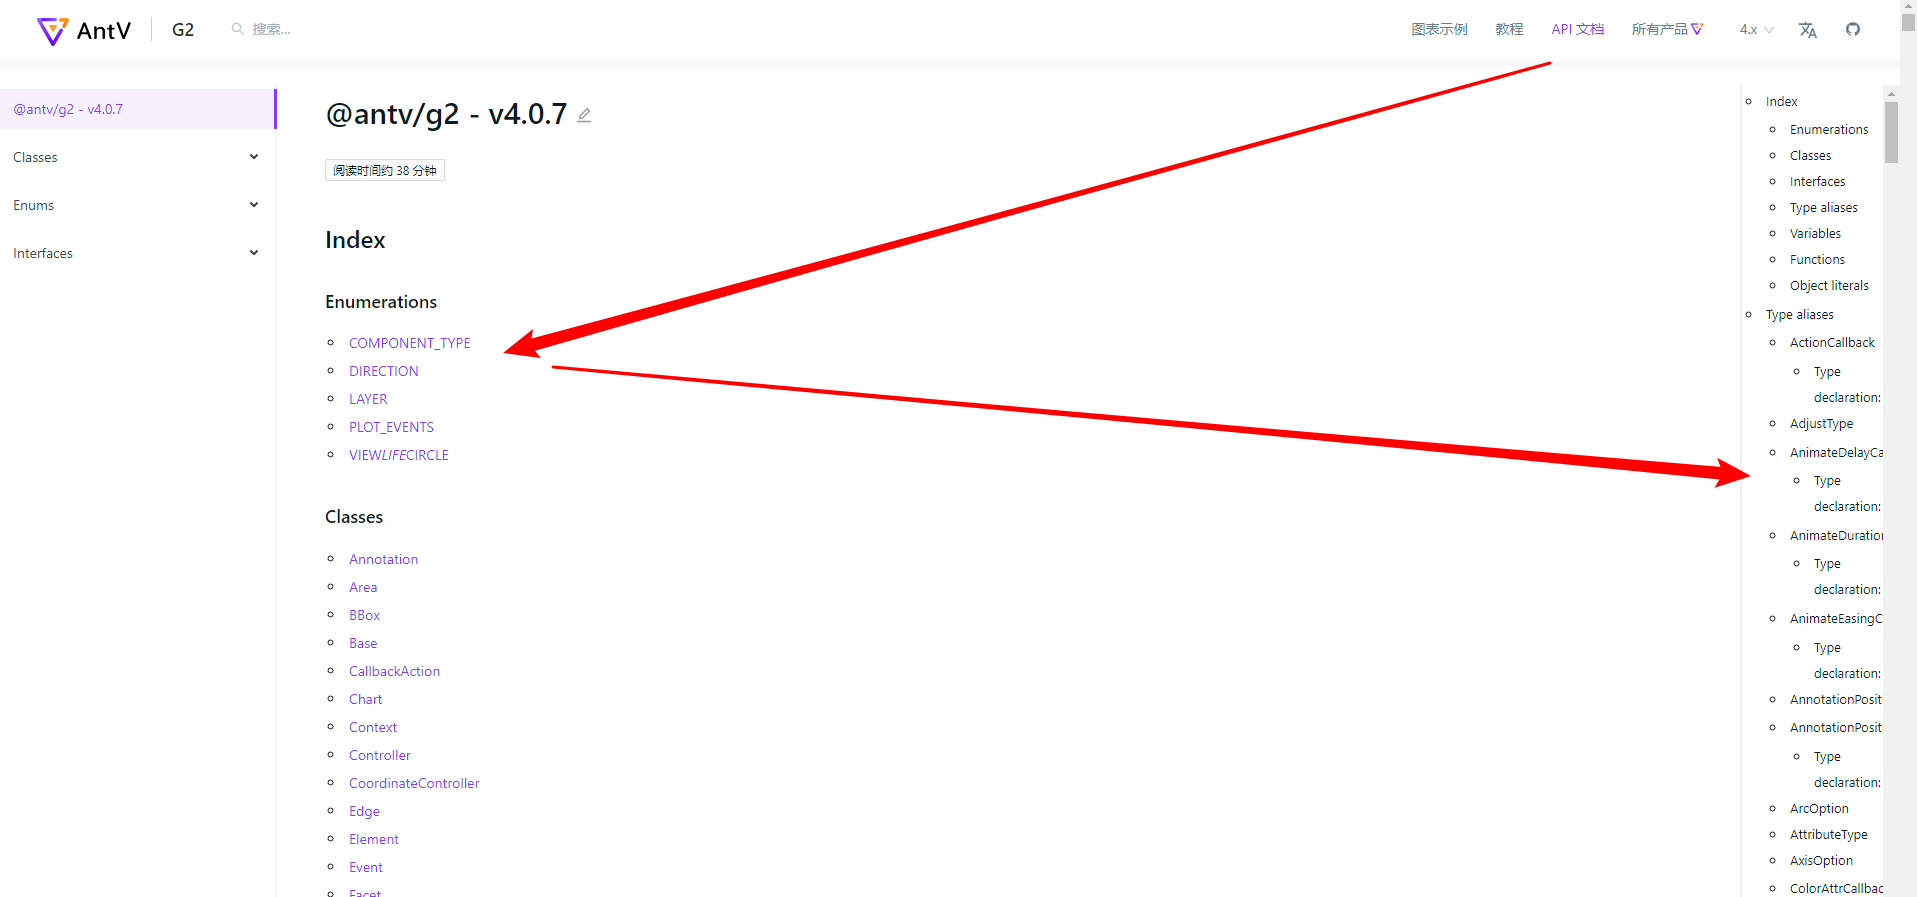 AntV
G2
搜索...
图表示例
教程
API 文档
所有产品
4.x
@antv/g2 - v4.0.7
Classes
Enums
Interfaces
@antv/g2 - v4.0.7
阅读时间约 38 分钟
Index
Enumerations
COMPONENT_TYPE
DIRECTION
LAYER
PLOT_EVENTS
VIEWLIFECIRCLE
Classes
Annotation
Area
BBox
Base
CallbackAction
Chart
Context
Controller
CoordinateController
Edge
Element
Event
Facet
Index
Enumerations
Classes
Interfaces
Type aliases
Variables
Functions
Object literals
Type aliases
ActionCallback
Type
declaration:
AdjustType
AnimateDelayCa
Type
declaration:
AnimateDuration
Type
declaration:
AnimateEasingC
Type
declaration:
AnnotationPosit
AnnotationPosit
Type
declaration:
ArcOption
AttributeType
AxisOption
ColorAttrCallbac